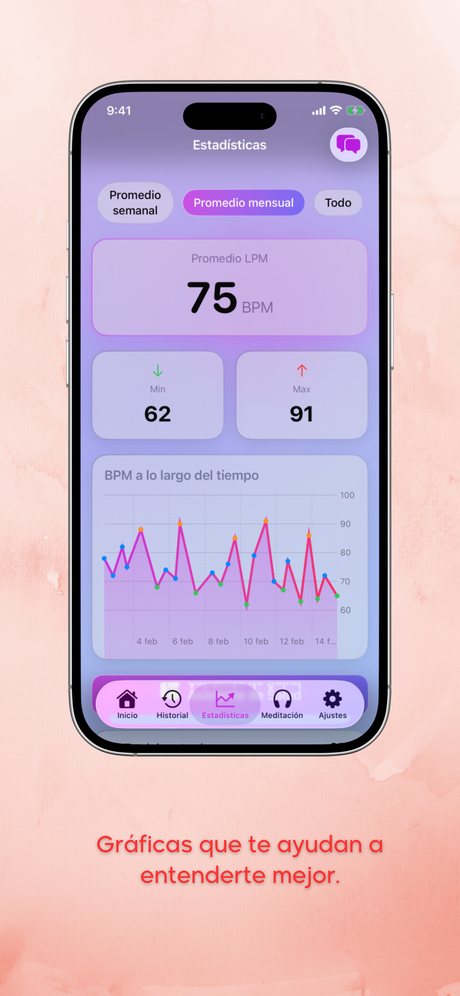 9:41
Estadísticas
Promedio
semanal
Promedio mensual
Todo
Promedio LPM
75 BPM
Min
62
Max
91
BPM a lo largo del tiempo
100
90
80
70
60
4 feb
6 feb
8 feb
10 feb
12 feb
14 f...
Inicio
Historial
Estadísticas
Meditación
Ajustes
Gráficas que te ayudan a
entenderte mejor.